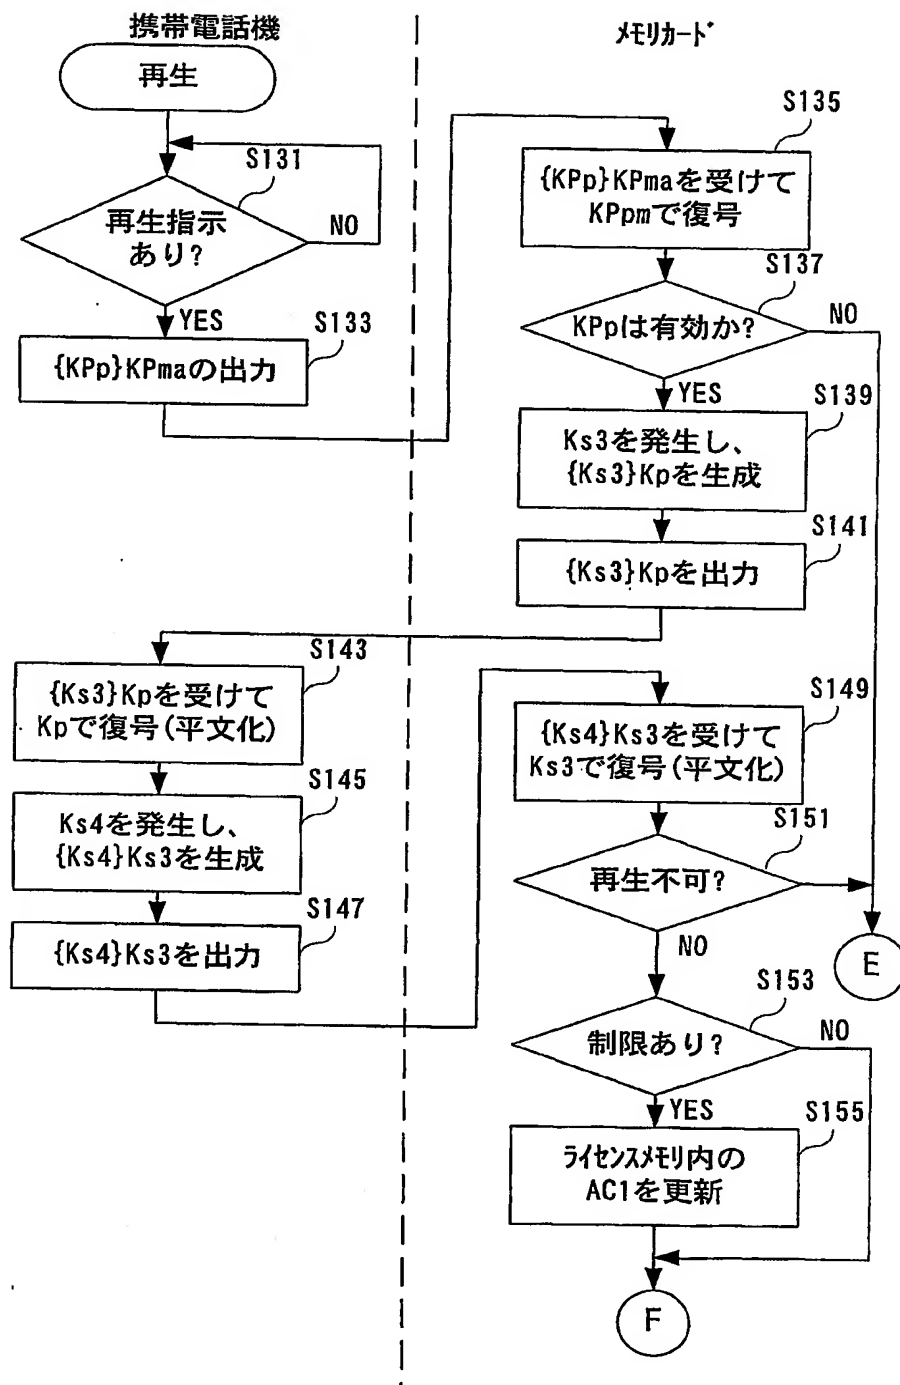 携帯電話機
メモリカード
再生
S131
再生指示
あり?
NO
YES
S133
{KPp}KPmaの出力
S135
{KPp}KPmaを受けて
KPpmで復号
S137
KPpは有効か?
NO
YES
S139
Ks3を発生し、
{Ks3}Kpを生成
S141
{Ks3}Kpを出力
S143
{Ks3}Kpを受けて
Kpで復号(平文化)
S145
Ks4を発生し、
{Ks4}Ks3を生成
S147
{Ks4}Ks3を出力
S149
{Ks4}Ks3を受けて
Ks3で復号(平文化)
S151
再生不可?
NO
E
S153
制限あり?
NO
YES
S155
ライセンスメモリ内の
AC1を更新
F